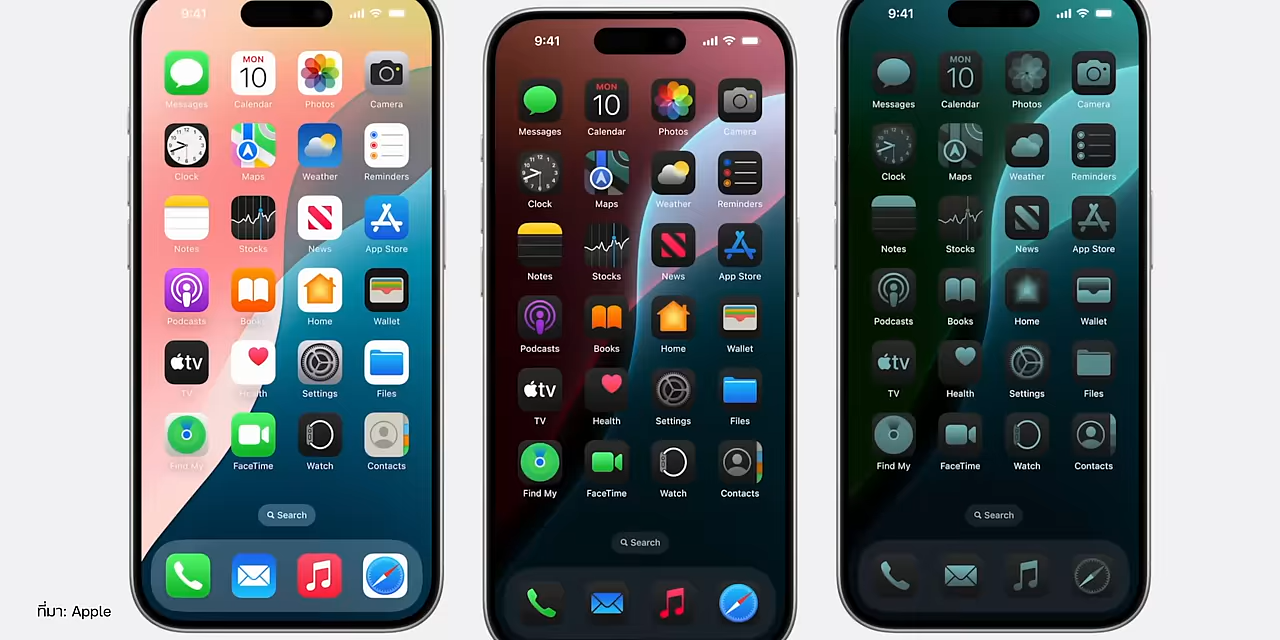 9:41
MON
10
Messages Calendar Photos Camera
Clock Maps Weather Reminders
Notes Stocks News App Store
Podcasts Books Home Wallet
tv
TV Health Settings Files
Find My FaceTime Watch Contacts
Search
9:41
MON
10
Messages Calendar Photos Camera
Clock Maps Weather Reminders
Notes Stocks News App Store
Podcasts Books Home Wallet
tv
TV Health Settings Files
Find My FaceTime Watch Contacts
Search
9:41
MON
10
Messages Calendar Photos Camera
Clock Maps Weather Reminders
Notes Stocks News App Store
Podcasts Books Home Wallet
tv
TV Health Settings Files
Find My FaceTime Watch Contacts
Search
ที่มา: Apple